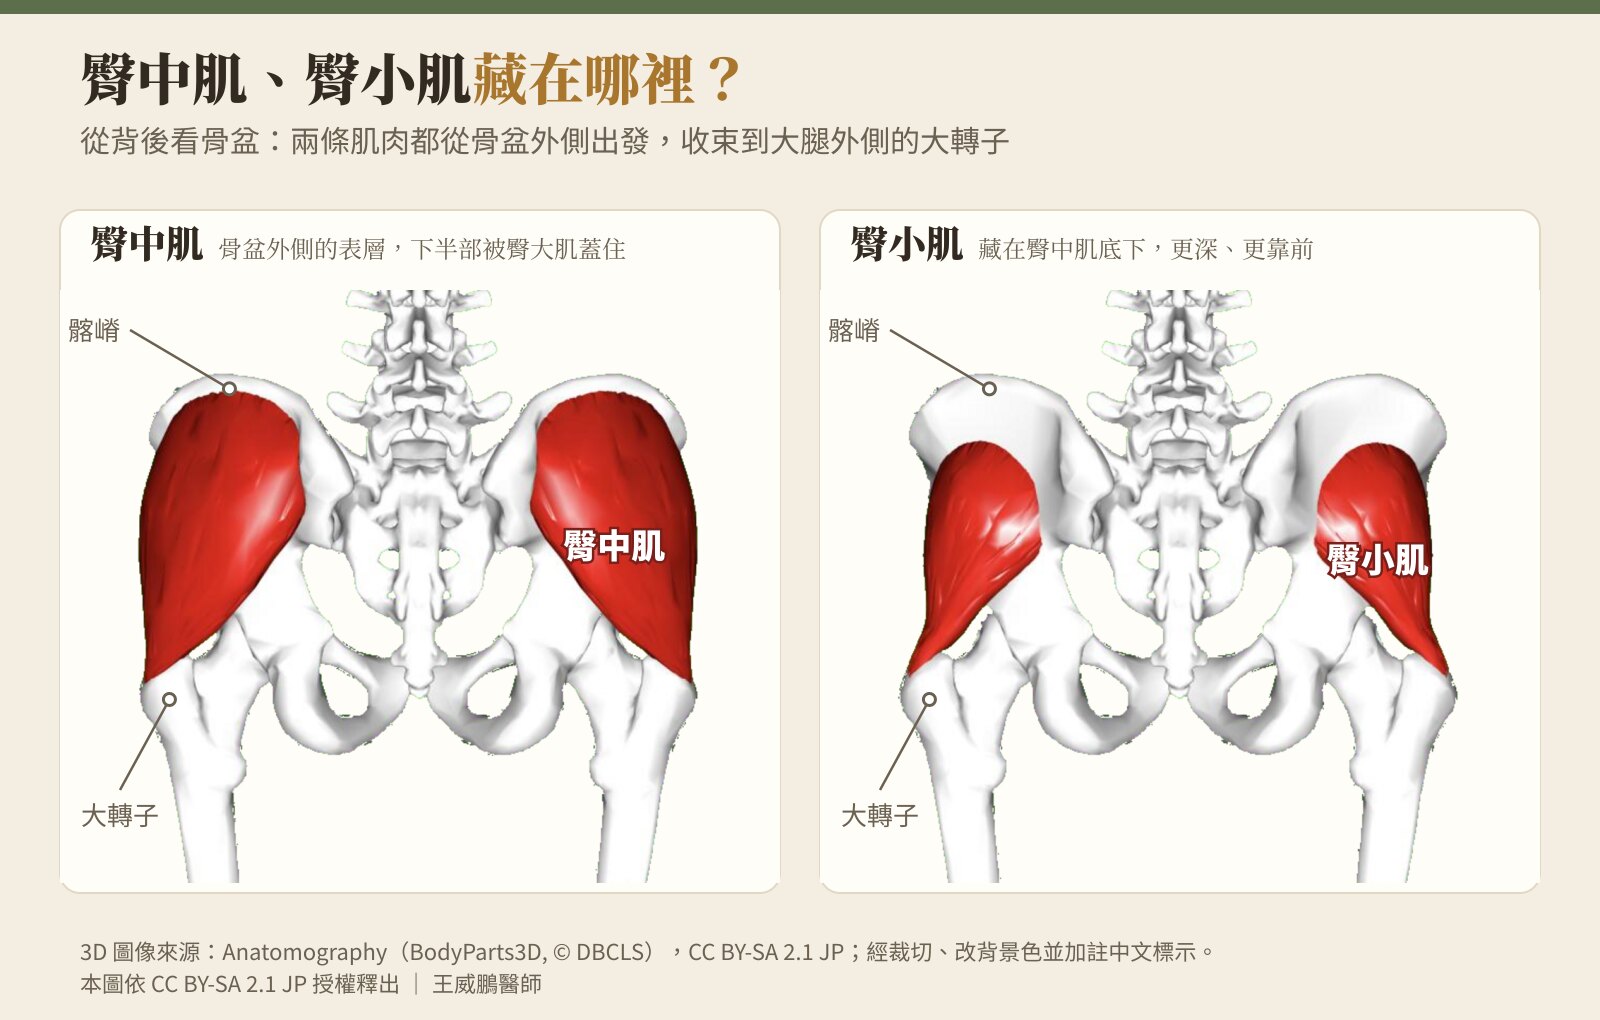 臀中肌、臀小肌藏在哪裡？
從背後看骨盆：兩條肌肉都從骨盆外側出發，收束到大腿外側的大轉子
臀中肌 骨盆外側的表層，下半部被臀大肌蓋住
髂嵴
臀中肌
大轉子
臀小肌 藏在臀中肌底下，更深、更靠前
髂嵴
臀小肌
大轉子
3D 圖像來源：Anatomography（BodyParts3D, © DBCLS），CC BY-SA 2.1 JP；經裁切、改背景色並加註中文標示。
本圖依 CC BY-SA 2.1 JP 授權釋出 ｜ 王威鵬醫師